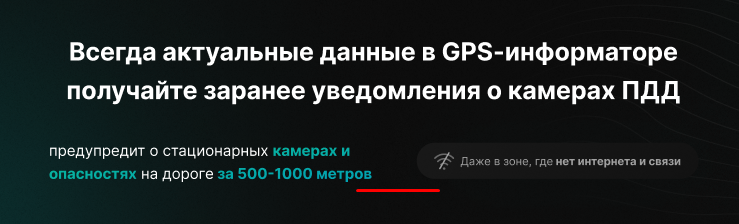 Всегда актуальные данные в GPS-информаторе
получайте заранее уведомления о камерах ПДД
предупредит о стационарных камерах и
опасностях на дороге за 500-1000 метров
Даже в зоне, где нет интернета и связи